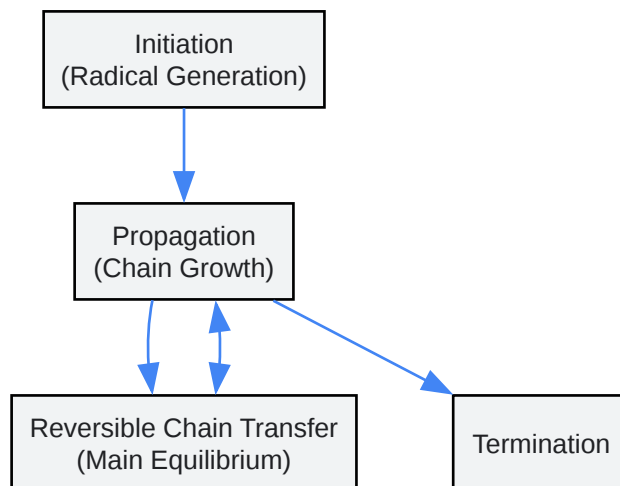 Initiation
(Radical Generation)
Propagation
(Chain Growth)
Reversible Chain Transfer
(Main Equilibrium)
Termination